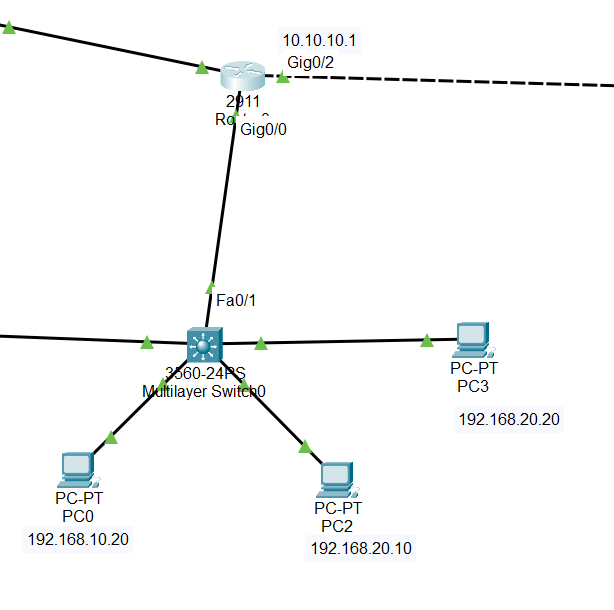 10.10.10.1
Gig0/2
2911
Gig0/0
Fa0/1
3560-24PS
Multilayer Switch0
PC-PT
PC3
192.168.20.20
PC-PT
PC0
192.168.10.20
PC-PT
PC2
192.168.20.10